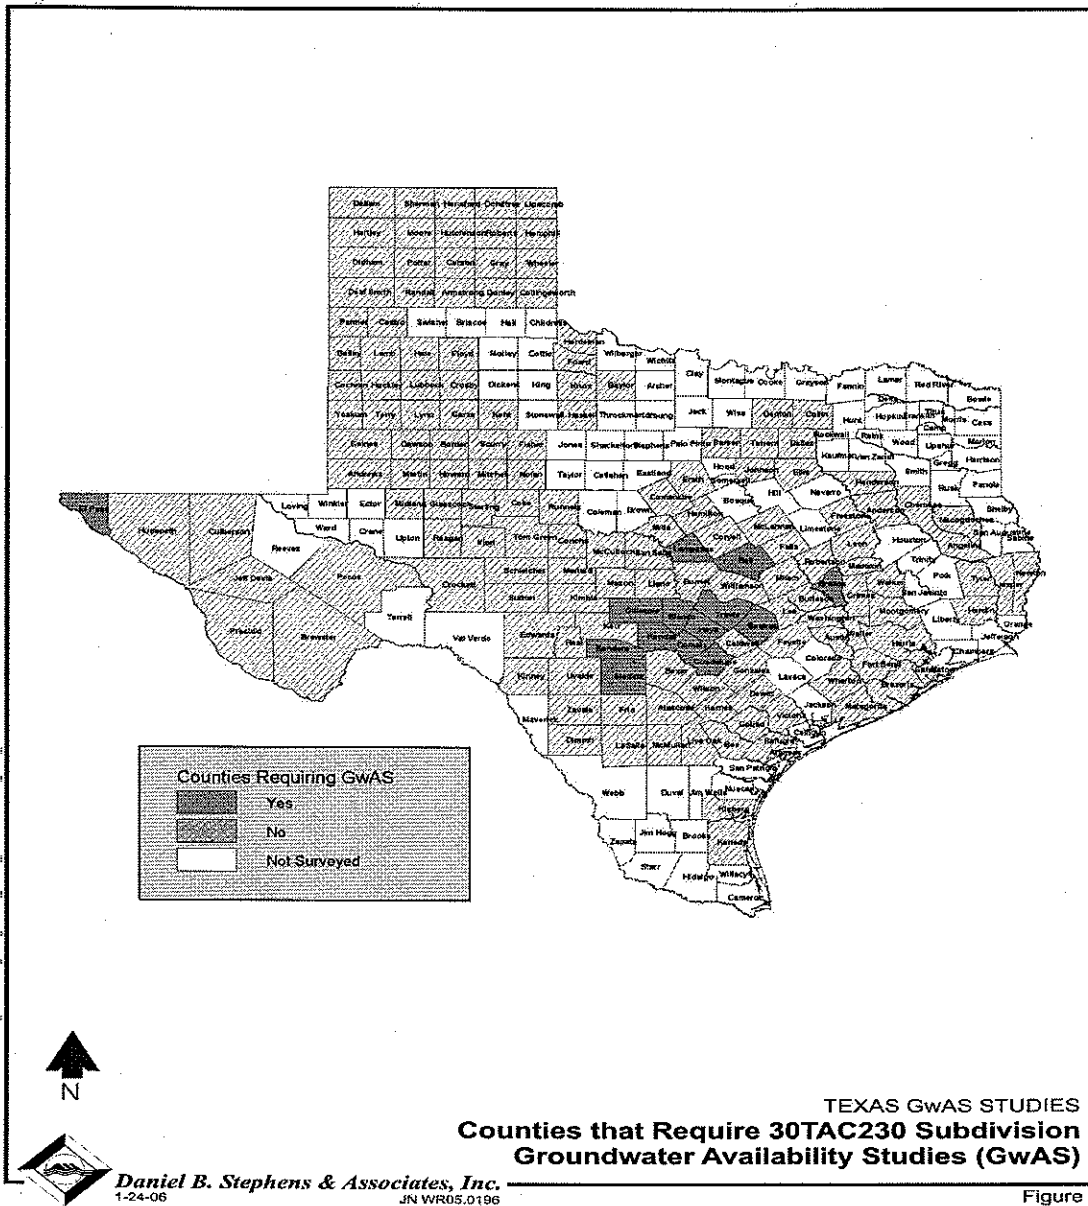 Dallam Sherman Hansford Ochiltree Lipscomb
Hartley Moore Hutchinson Roberts Hemphill
Oldham Potter Carson Gray Wheeler
Deaf Smith Randall Armstrong Donley Collingsworth
Parmer Castro Swisher Briscoe Hall Childress
Hardeman
Bailey Lamb Hale Floyd Motley Cottle Foard Wilbarger Wichita
Clay Montague Cooke Grayson Fannin Lamar Red River Bowie
Cochran Hockley Lubbock Crosby Dickens King Knox Baylor Archer
Yoakum Terry Lynn Garza Kent Stonewall Haskell Throckmorton Young Jack Wise Denton Collin Hunt Delta Hopkins Franklin Titus Morris Cass
Camp
Gaines Dawson Borden Scurry Fisher Jones Shackelford Stephens Palo Pinto Parker Tarrant Dallas Rockwall Rains Wood Upshur Marion
Kaufman Van Zandt Gregg Harrison
Andrews Martin Howard Mitchell Nolan Taylor Callahan Eastland Erath Hood Somervell Johnson Ellis Henderson Smith Rusk Panola
El Paso Hudspeth Culberson Loving Winkler Ector Midland Glasscock Sterling Coke Runnels Coleman Brown Comanche Bosque Hill Navarro Anderson Cherokee Shelby
Reeves Ward Crane Upton Reagan Irion Tom Green Concho McCulloch San Saba Mills Hamilton Coryell McLennan Limestone Freestone Leon Houston Nacogdoches San Augustine Sabine
Angelina
Jeff Davis Pecos Crockett Schleicher Menard Mason Llano Lampasas Burnet Bell Falls Robertson Madison Trinity Polk Tyler Jasper Newton
Sutton Kimble Williamson Milam Brazos Grimes Walker San Jacinto Hardin
Presidio Brewster Terrell Val Verde Edwards Real Kerr Gillespie Blanco Travis Bastrop Lee Burleson Washington Montgomery Liberty Orange
Kendall Hays Fayette Austin Waller Harris Jefferson
Bandera Comal Caldwell Colorado Fort Bend Chambers
Kinney Uvalde Medina Bexar Guadalupe Gonzales Lavaca Wharton Brazoria Galveston
Maverick Zavala Frio Atascosa Wilson Karnes Dewitt Jackson Matagorda
Victoria Goliad Calhoun
Dimmit LaSalle McMullen Live Oak Bee Refugio
Aransas
San Patricio
Webb Duval Jim Wells Nueces
Kleberg
Zapata Jim Hogg Brooks Kenedy
Starr Hidalgo Willacy
Cameron
Counties Requiring GwAS
Yes
No
Not Surveyed
N
TEXAS GwAS STUDIES
Counties that Require 30TAC230 Subdivision
Groundwater Availability Studies (GwAS)
Daniel B. Stephens & Associates, Inc.
1-24-06 JN WR05.0196
Figure